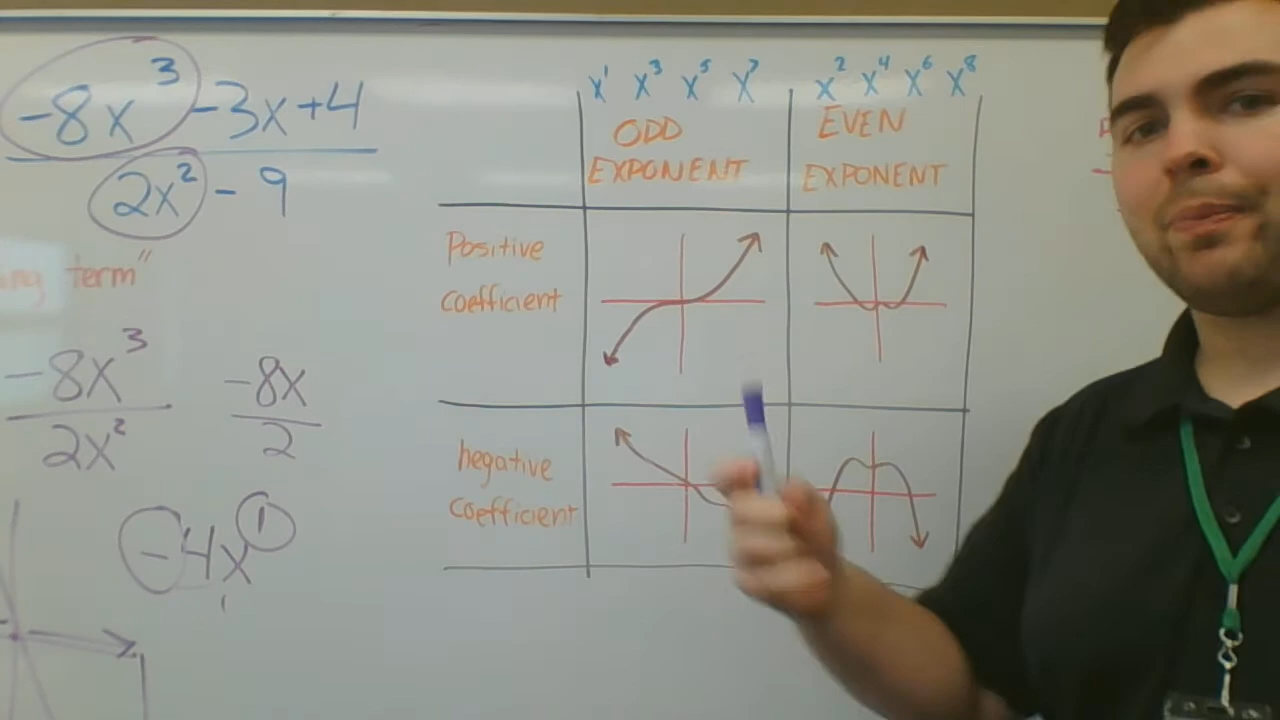 -8x³ -3x+4
2x² - 9
term"
-8x³
2x²
-8x
2
-4x¹
1
x¹ x³ x⁵ x⁷
ODD
EXPONENT
x² x⁴ x⁶ x⁸
EVEN
EXPONENT
Positive
coefficient
negative
coefficient